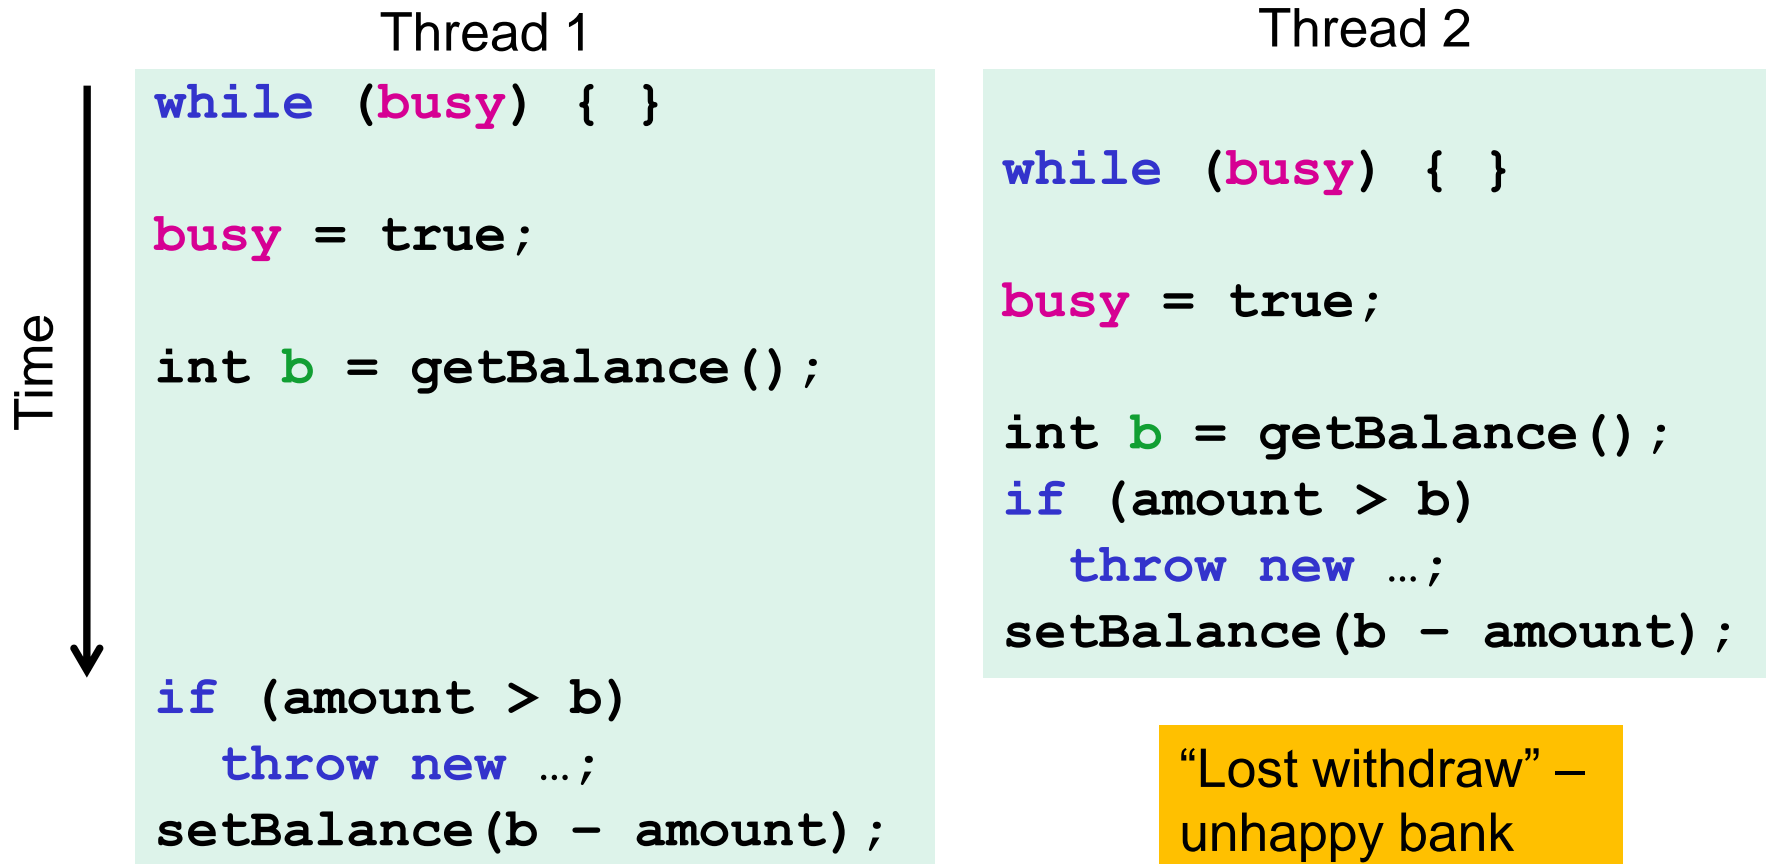 Thread 1
Time
while (busy) { }
busy = true;
int b = getBalance();
if (amount > b)
throw new …;
setBalance(b – amount);
Thread 2
while (busy) { }
busy = true;
int b = getBalance();
if (amount > b)
throw new …;
setBalance(b – amount);
“Lost withdraw” –
unhappy bank